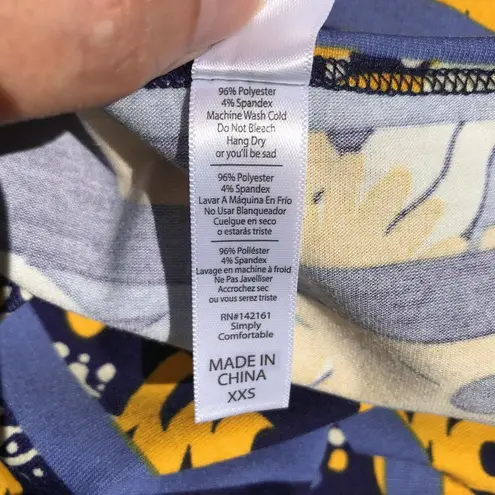 96% Polyester
4% Spandex
Machine Wash Cold
Do Not Bleach
Hang Dry
or you'll be sad
96% Polyester
4% Spandex
Lavar A Máquina En Frío
No Usar Blanqueador
Cuelgue en seco
o estarás triste
96% Poliéster
4% Spandex
Lavage en machine à froid
Ne Pas Javelliser
Accrochez sec
ou vous serez triste
RN#142161
Simply
Comfortable
MADE IN
CHINA
XXS